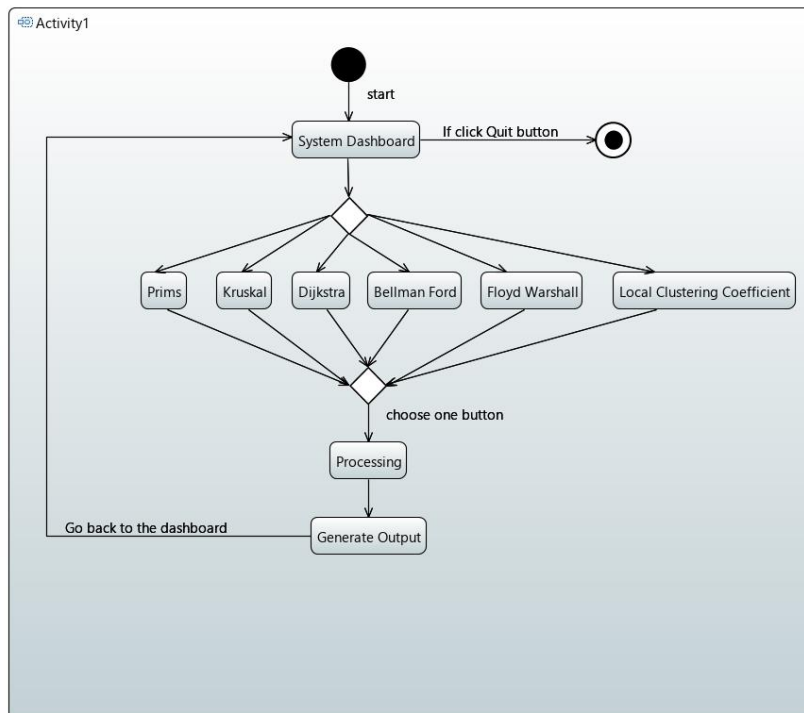 Activity1
start
System Dashboard
If click Quit button
Prims
Kruskal
Dijkstra
Bellman Ford
Floyd Warshall
Local Clustering Coefficient
choose one button
Processing
Go back to the dashboard
Generate Output